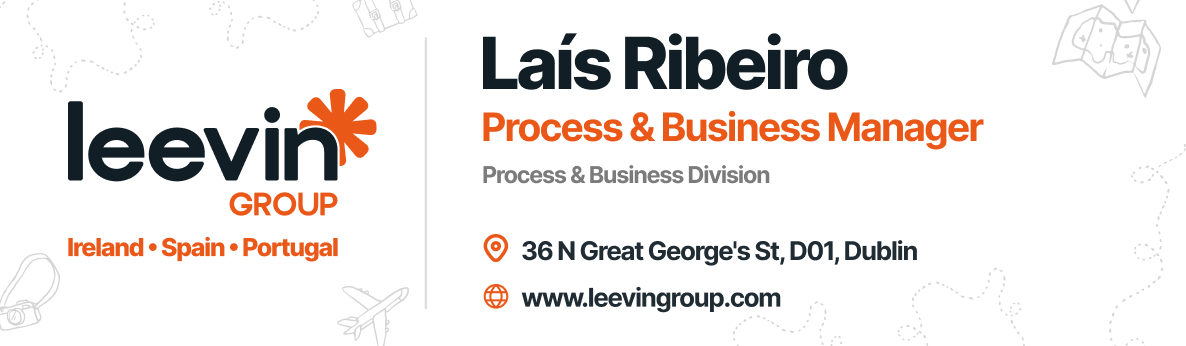 leevin
GROUP
Ireland • Spain • Portugal
Laís Ribeiro
Process & Business Manager
Process & Business Division
36 N Great George's St, D01, Dublin
www.leevingroup.com